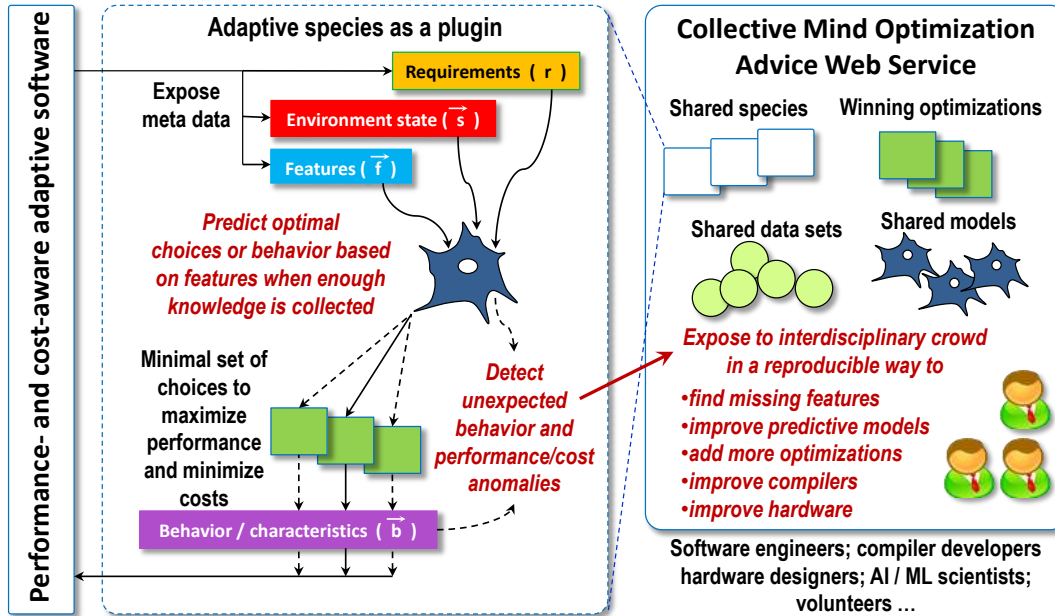 Performance- and cost-aware adaptive software
Adaptive species as a plugin
Expose
meta data
Requirements ( r )
Environment state ( s )
Features ( f )
Predict optimal
choices or behavior based
on features when enough
knowledge is collected
Minimal set of
choices to
maximize
performance
and minimize
costs
Detect
unexpected
behavior and
performance/cost
anomalies
Behavior / characteristics ( b )
Collective Mind Optimization
Advice Web Service
Shared species
Winning optimizations
Shared data sets
Shared models
Expose to interdisciplinary crowd
in a reproducible way to
•find missing features
•improve predictive models
•add more optimizations
•improve compilers
•improve hardware
Software engineers; compiler developers
hardware designers; AI / ML scientists;
volunteers …